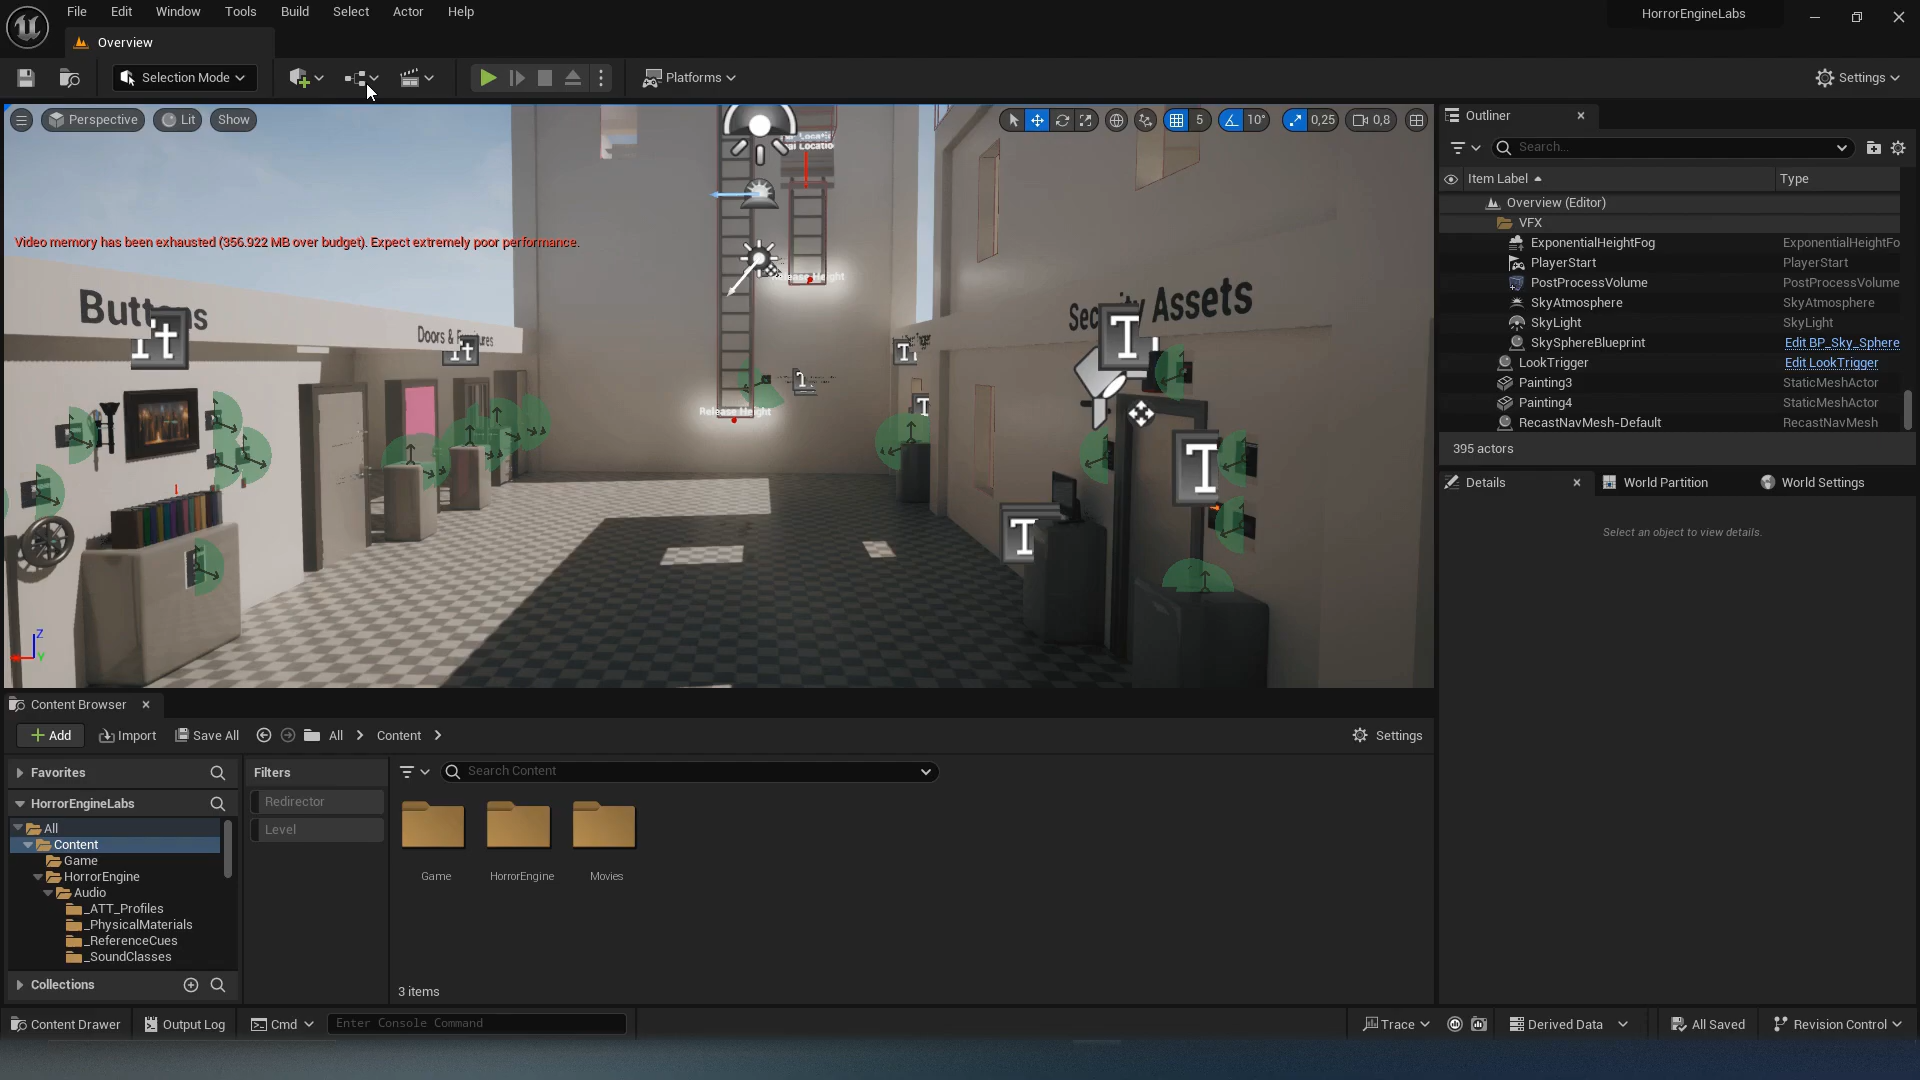 File Edit Window Tools Build Select Actor Help
HorrorEngineLabs
Overview
Selection Mode
Platforms
Settings
Perspective
Lit
Show
5
10°
0,25
0,8
Release Height
Video memory has been exhausted (356.922 MB over budget). Expect extremely poor performance.
Security Assets
Release Height
Outliner
Search...
Item Label
Type
Overview (Editor)
VFX
ExponentialHeightFog ExponentialHeightFo
PlayerStart PlayerStart
PostProcessVolume PostProcessVolume
SkyAtmosphere SkyAtmosphere
SkyLight SkyLight
SkySphereBlueprint Edit BP_Sky_Sphere
LookTrigger Edit LookTrigger
Painting3 StaticMeshActor
Painting4 StaticMeshActor
RecastNavMesh-Default RecastNavMesh
395 actors
Details
World Partition
World Settings
Select an object to view details.
Z
Y
Content Browser
Add
Import
Save All
All
Content
Settings
Favorites
HorrorEngineLabs
All
Content
Game
HorrorEngine
Audio
_ATT_Profiles
_PhysicalMaterials
_ReferenceCues
_SoundClasses
Collections
Filters
Redirector
Level
Search Content
Game
HorrorEngine
Movies
3 items
Content Drawer
Output Log
Cmd
Enter Console Command
Trace
Derived Data
All Saved
Revision Control